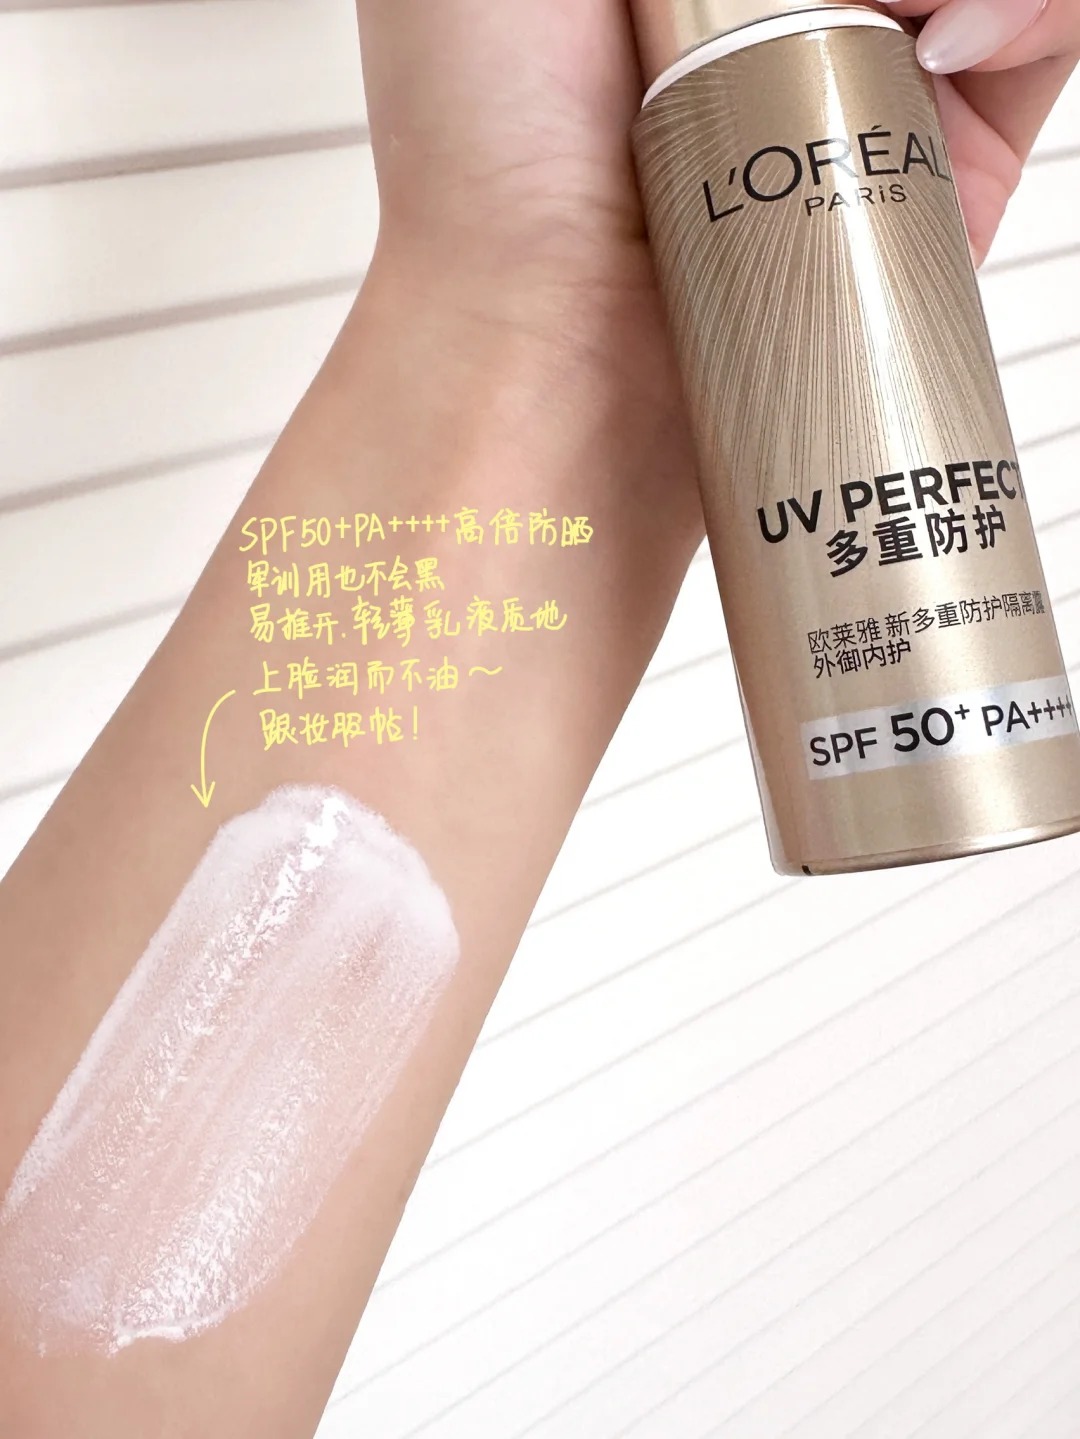 L'ORÉAL
PARiS
UV PERFECT
多重防护
欧莱雅 新多重防护隔离露
外御内护
SPF 50+ PA++++
SPF50+PA++++高倍防晒
军训用也不会黑
易推开.轻薄乳液质地
上脸润而不油～
跟妆服帖！